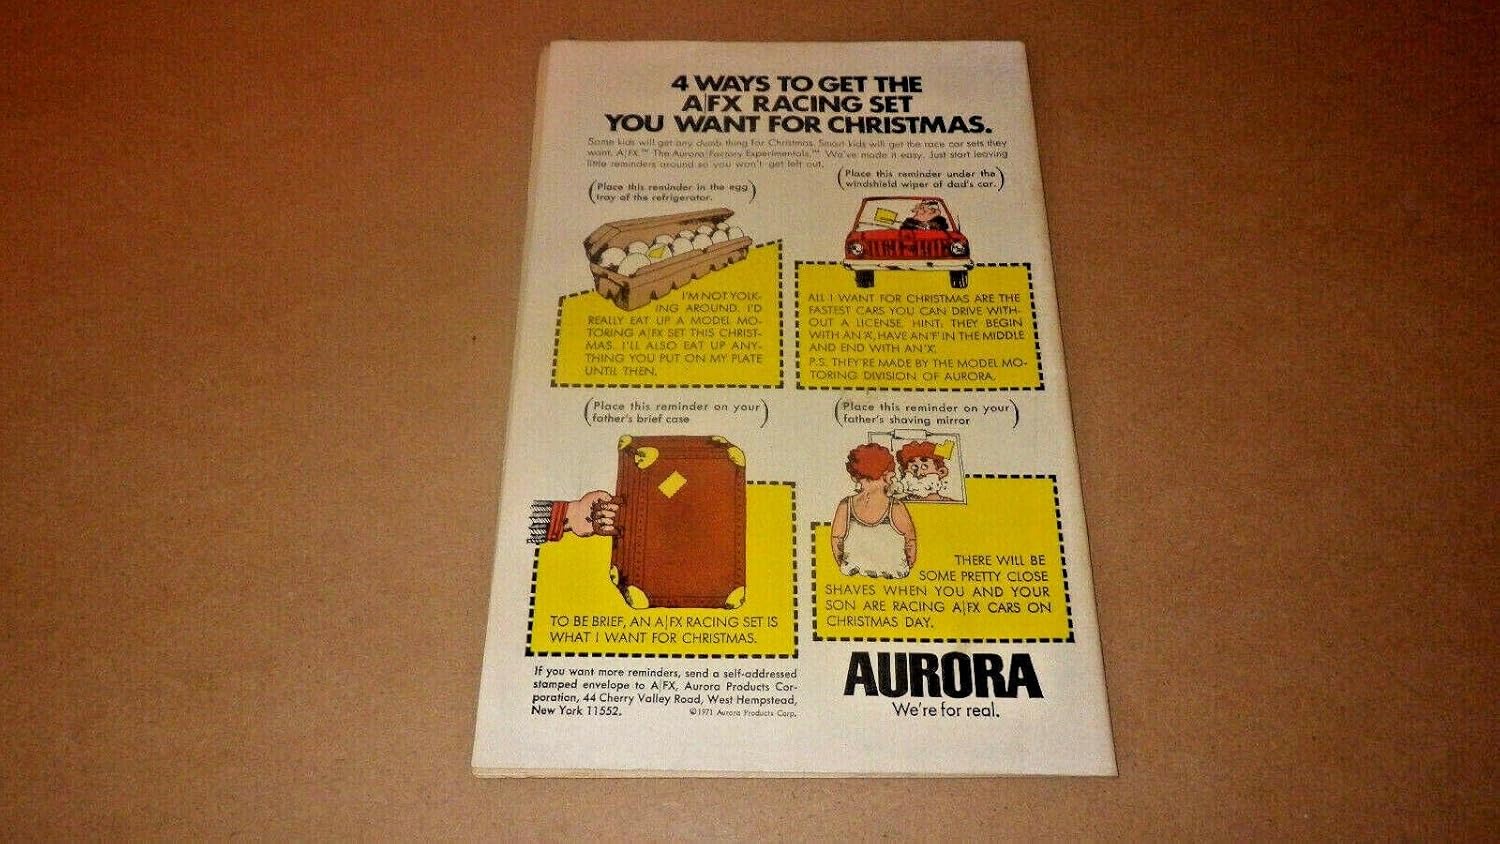 4 WAYS TO GET THE
A|FX RACING SET
YOU WANT FOR CHRISTMAS.
Some kids will get any dumb thing for Christmas. Smart kids will get the race car sets they
want. A|FX.™ The Aurora Factory Experimentals.™ We've made it easy. Just start leaving
little reminders around so you won't get left out.
(Place this reminder in the egg
tray of the refrigerator.)
I'M NOT YOLK-
ING AROUND. I'D
REALLY EAT UP A MODEL MO-
TORING A|FX SET THIS CHRIST-
MAS. I'LL ALSO EAT UP ANY-
THING YOU PUT ON MY PLATE
UNTIL THEN.
(Place this reminder under the
windshield wiper of dad's car.)
ALL I WANT FOR CHRISTMAS ARE THE
FASTEST CARS YOU CAN DRIVE WITH-
OUT A LICENSE. HINT: THEY BEGIN
WITH AN 'A', HAVE AN 'F' IN THE MIDDLE
AND END WITH AN 'X'.
P.S. THEY'RE MADE BY THE MODEL MO-
TORING DIVISION OF AURORA.
(Place this reminder on your
father's brief case)
TO BE BRIEF, AN A|FX RACING SET IS
WHAT I WANT FOR CHRISTMAS.
(Place this reminder on your
father's shaving mirror)
THERE WILL BE
SOME PRETTY CLOSE
SHAVES WHEN YOU AND YOUR
SON ARE RACING A|FX CARS ON
CHRISTMAS DAY.
If you want more reminders, send a self-addressed
stamped envelope to A|FX, Aurora Products Cor-
poration, 44 Cherry Valley Road, West Hempstead,
New York 11552.
©1971 Aurora Products Corp.
AURORA
We're for real.